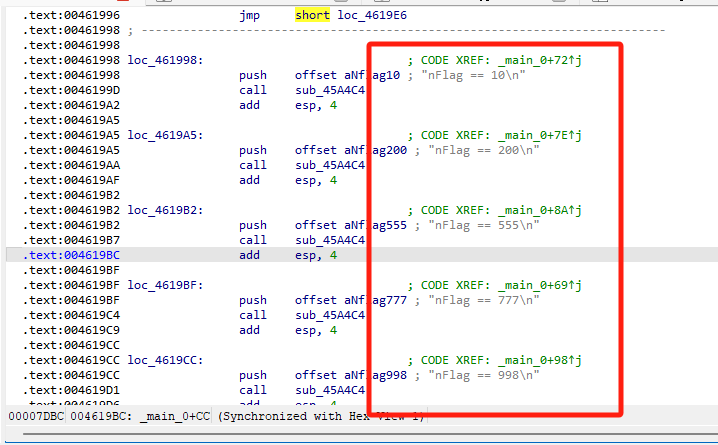 .text:00461996 jmp short loc_4619E6
.text:00461998 ; -------------------------------------------------------------------
.text:00461998
.text:00461998 loc_461998: ; CODE XREF: _main_0+72↑j
.text:00461998 push offset aNflag10 ; "nFlag == 10\n"
.text:0046199D call sub_45A4C4
.text:004619A2 add esp, 4
.text:004619A5
.text:004619A5 loc_4619A5: ; CODE XREF: _main_0+7E↑j
.text:004619A5 push offset aNflag200 ; "nFlag == 200\n"
.text:004619AA call sub_45A4C4
.text:004619AF add esp, 4
.text:004619B2
.text:004619B2 loc_4619B2: ; CODE XREF: _main_0+8A↑j
.text:004619B2 push offset aNflag555 ; "nFlag == 555\n"
.text:004619B7 call sub_45A4C4
.text:004619BC add esp, 4
.text:004619BF
.text:004619BF loc_4619BF: ; CODE XREF: _main_0+69↑j
.text:004619BF push offset aNflag777 ; "nFlag == 777\n"
.text:004619C4 call sub_45A4C4
.text:004619C9 add esp, 4
.text:004619CC
.text:004619CC loc_4619CC: ; CODE XREF: _main_0+98↑j
.text:004619CC push offset aNflag998 ; "nFlag == 998\n"
.text:004619D1 call sub_45A4C4
.text:004619D6 add esp, 4
00007DBC 004619BC: _main_0+CC (Synchronized with Hex View-1)